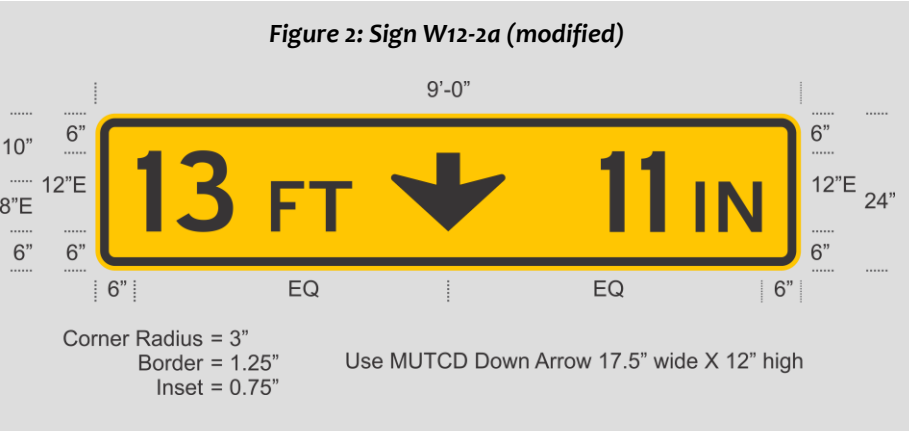 Figure 2: Sign W12-2a (modified)
9’-0”
10” 6” 6”
13 FT 11 IN
8”E 12”E 12”E 24”
6” 6” 6”
6” EQ EQ 6”
Corner Radius = 3”
Border = 1.25”
Inset = 0.75”
Use MUTCD Down Arrow 17.5” wide X 12” high